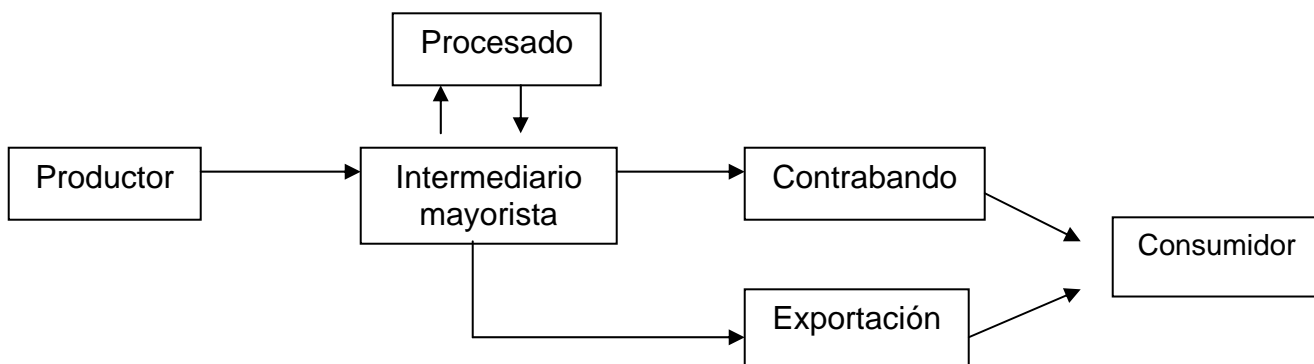 Procesado
Productor
Intermediario
mayorista
Contrabando
Consumidor
Exportación